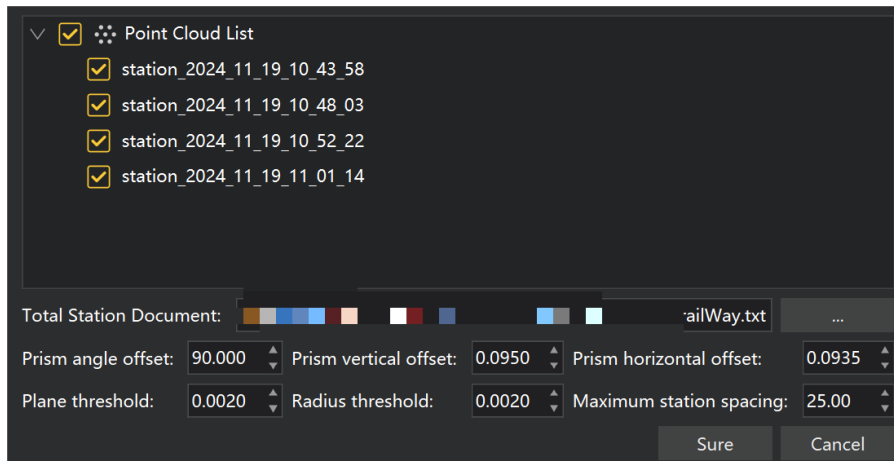 Point Cloud List
station_2024_11_19_10_43_58
station_2024_11_19_10_48_03
station_2024_11_19_10_52_22
station_2024_11_19_11_01_14
Total Station Document: railWay.txt ...
Prism angle offset: 90.000 Prism vertical offset: 0.0950 Prism horizontal offset: 0.0935
Plane threshold: 0.0020 Radius threshold: 0.0020 Maximum station spacing: 25.00
Sure Cancel